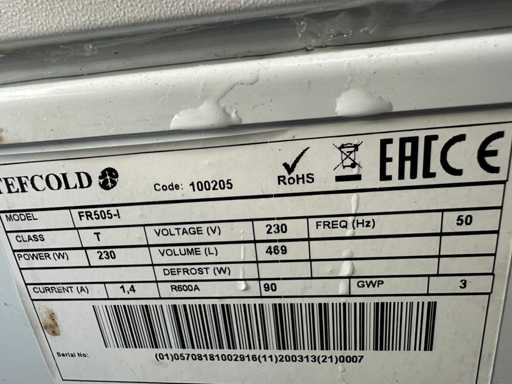 TEFCOLD Code: 100205 RoHS EAC CE
MODEL FR505-I
CLASS T VOLTAGE (V) 230 FREQ (Hz) 50
POWER (W) 230 VOLUME (L) 469
DEFROST (W)
CURRENT (A) 1,4 R600A 90 GWP 3
Serial No: (01)05708181002916(11)200313(21)0007